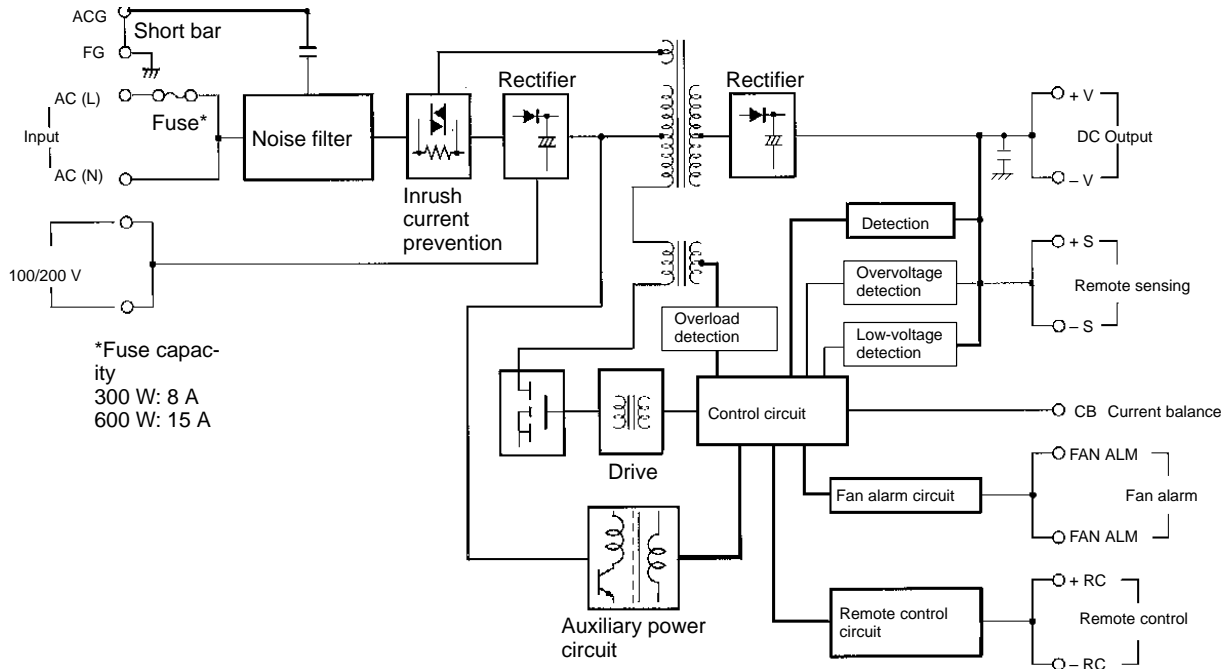 ACG
Short bar
FG
AC (L)
Fuse*
Input
AC (N)
Noise filter
Inrush
current
prevention
Rectifier
Rectifier
+ V
DC Output
– V
100/200 V
*Fuse capac-
ity
300 W: 8 A
600 W: 15 A
Detection
Overvoltage
detection
Low-voltage
detection
Overload
detection
+ S
Remote sensing
– S
Control circuit
CB Current balance
Drive
FAN ALM
Fan alarm circuit
Fan alarm
FAN ALM
Auxiliary power
circuit
Remote control
circuit
+ RC
Remote control
– RC